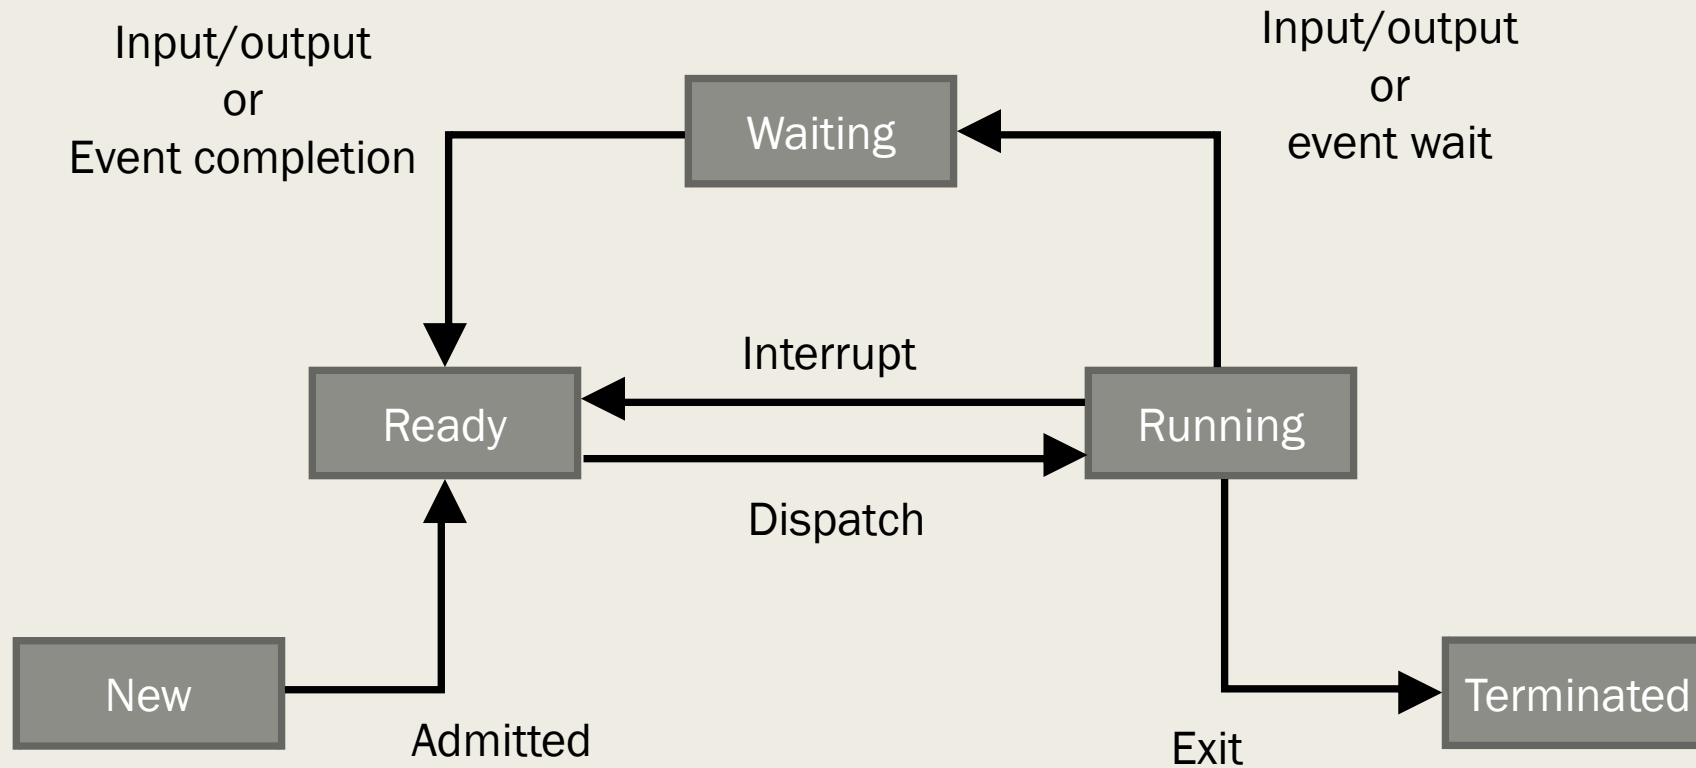 Input/output
or
Event completion
Waiting
Input/output
or
event wait
Interrupt
Ready
Running
Dispatch
New
Admitted
Exit
Terminated